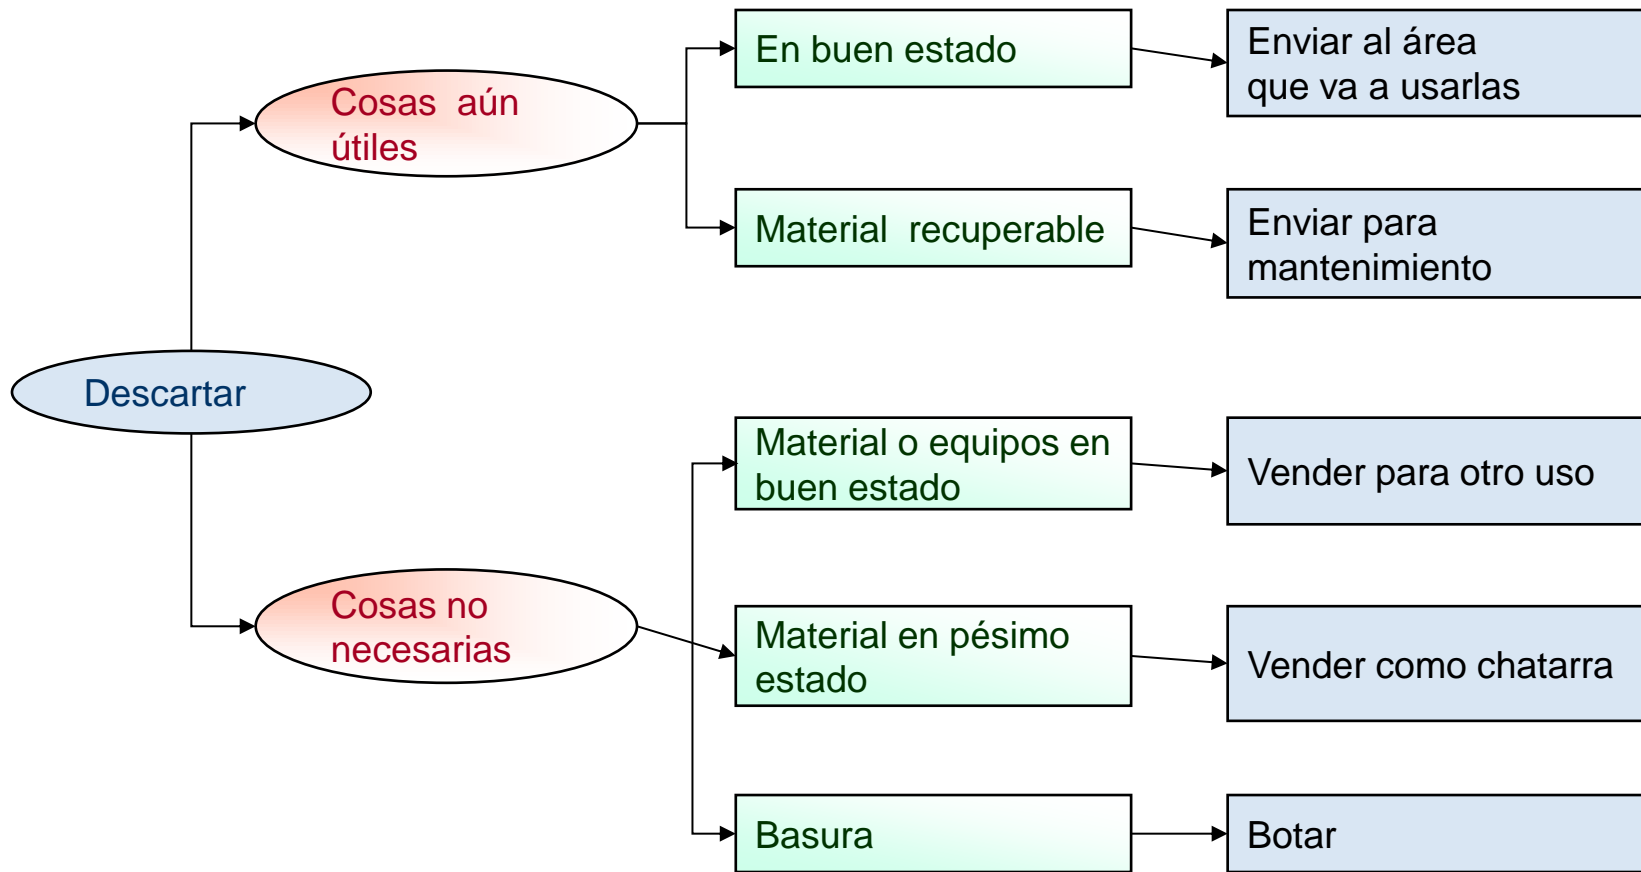 En buen estado
Enviar al área
que va a usarlas
Cosas aún
útiles
Material recuperable
Enviar para
mantenimiento
Descartar
Material o equipos en
buen estado
Vender para otro uso
Cosas no
necesarias
Material en pésimo
estado
Vender como chatarra
Basura
Botar